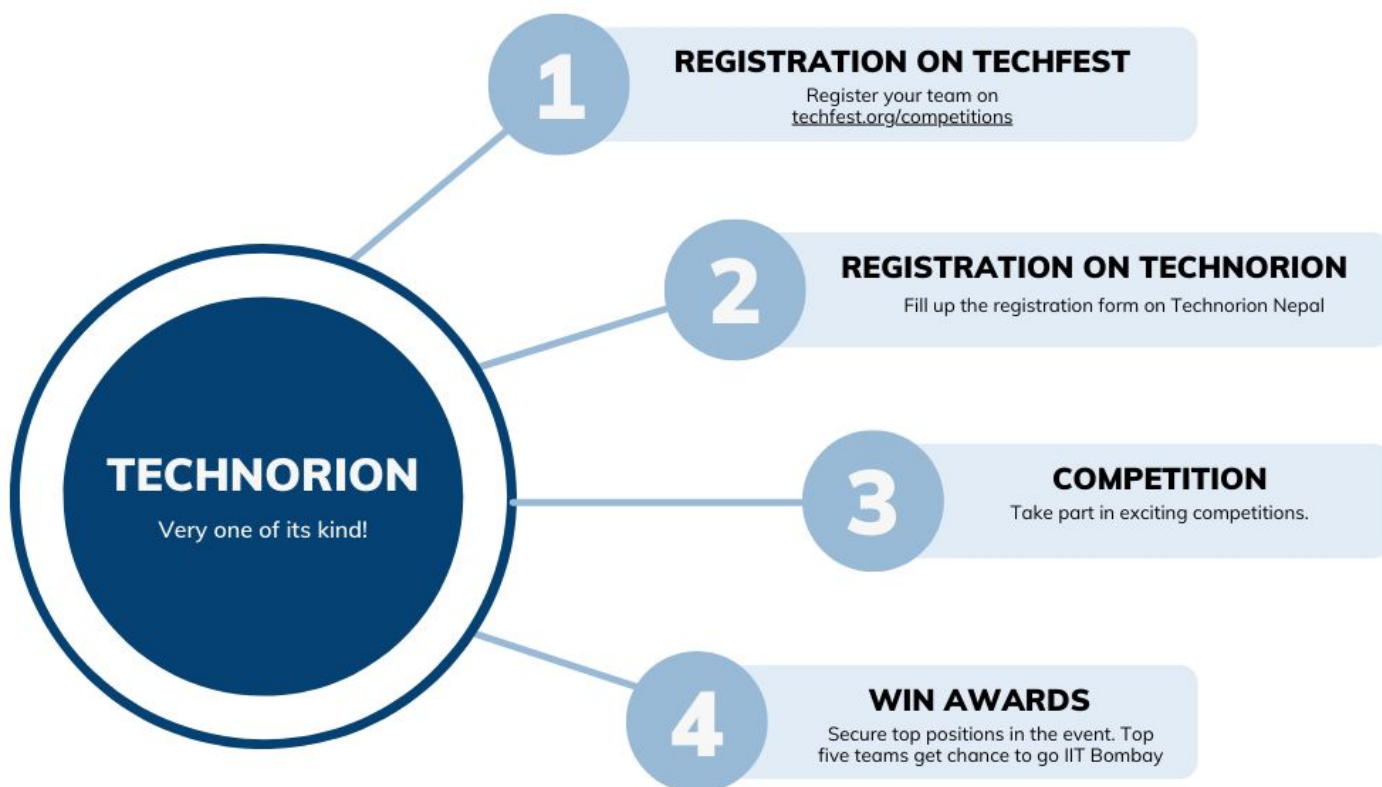 1
REGISTRATION ON TECHFEST
Register your team on
techfest.org/competitions
2
REGISTRATION ON TECHNORION
Fill up the registration form on Technorion Nepal
TECHNORION
Very one of its kind!
3
COMPETITION
Take part in exciting competitions.
4
WIN AWARDS
Secure top positions in the event. Top
five teams get chance to go IIT Bombay